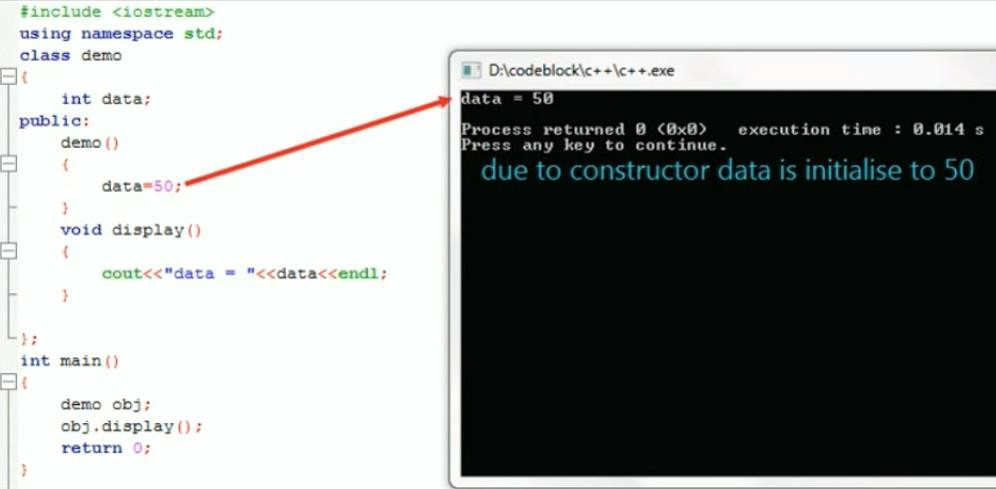 #include <iostream>
using namespace std;
class demo
{
int data;
public:
demo()
{
data=50;
}
void display()
{
cout<<"data = "<<data<<endl;
}
};
int main()
{
demo obj;
obj.display();
return 0;
}
D:\codeblock\c++\c++.exe
data = 50
Process returned 0 (0x0)   execution time : 0.014 s
Press any key to continue.
due to constructor data is initialise to 50